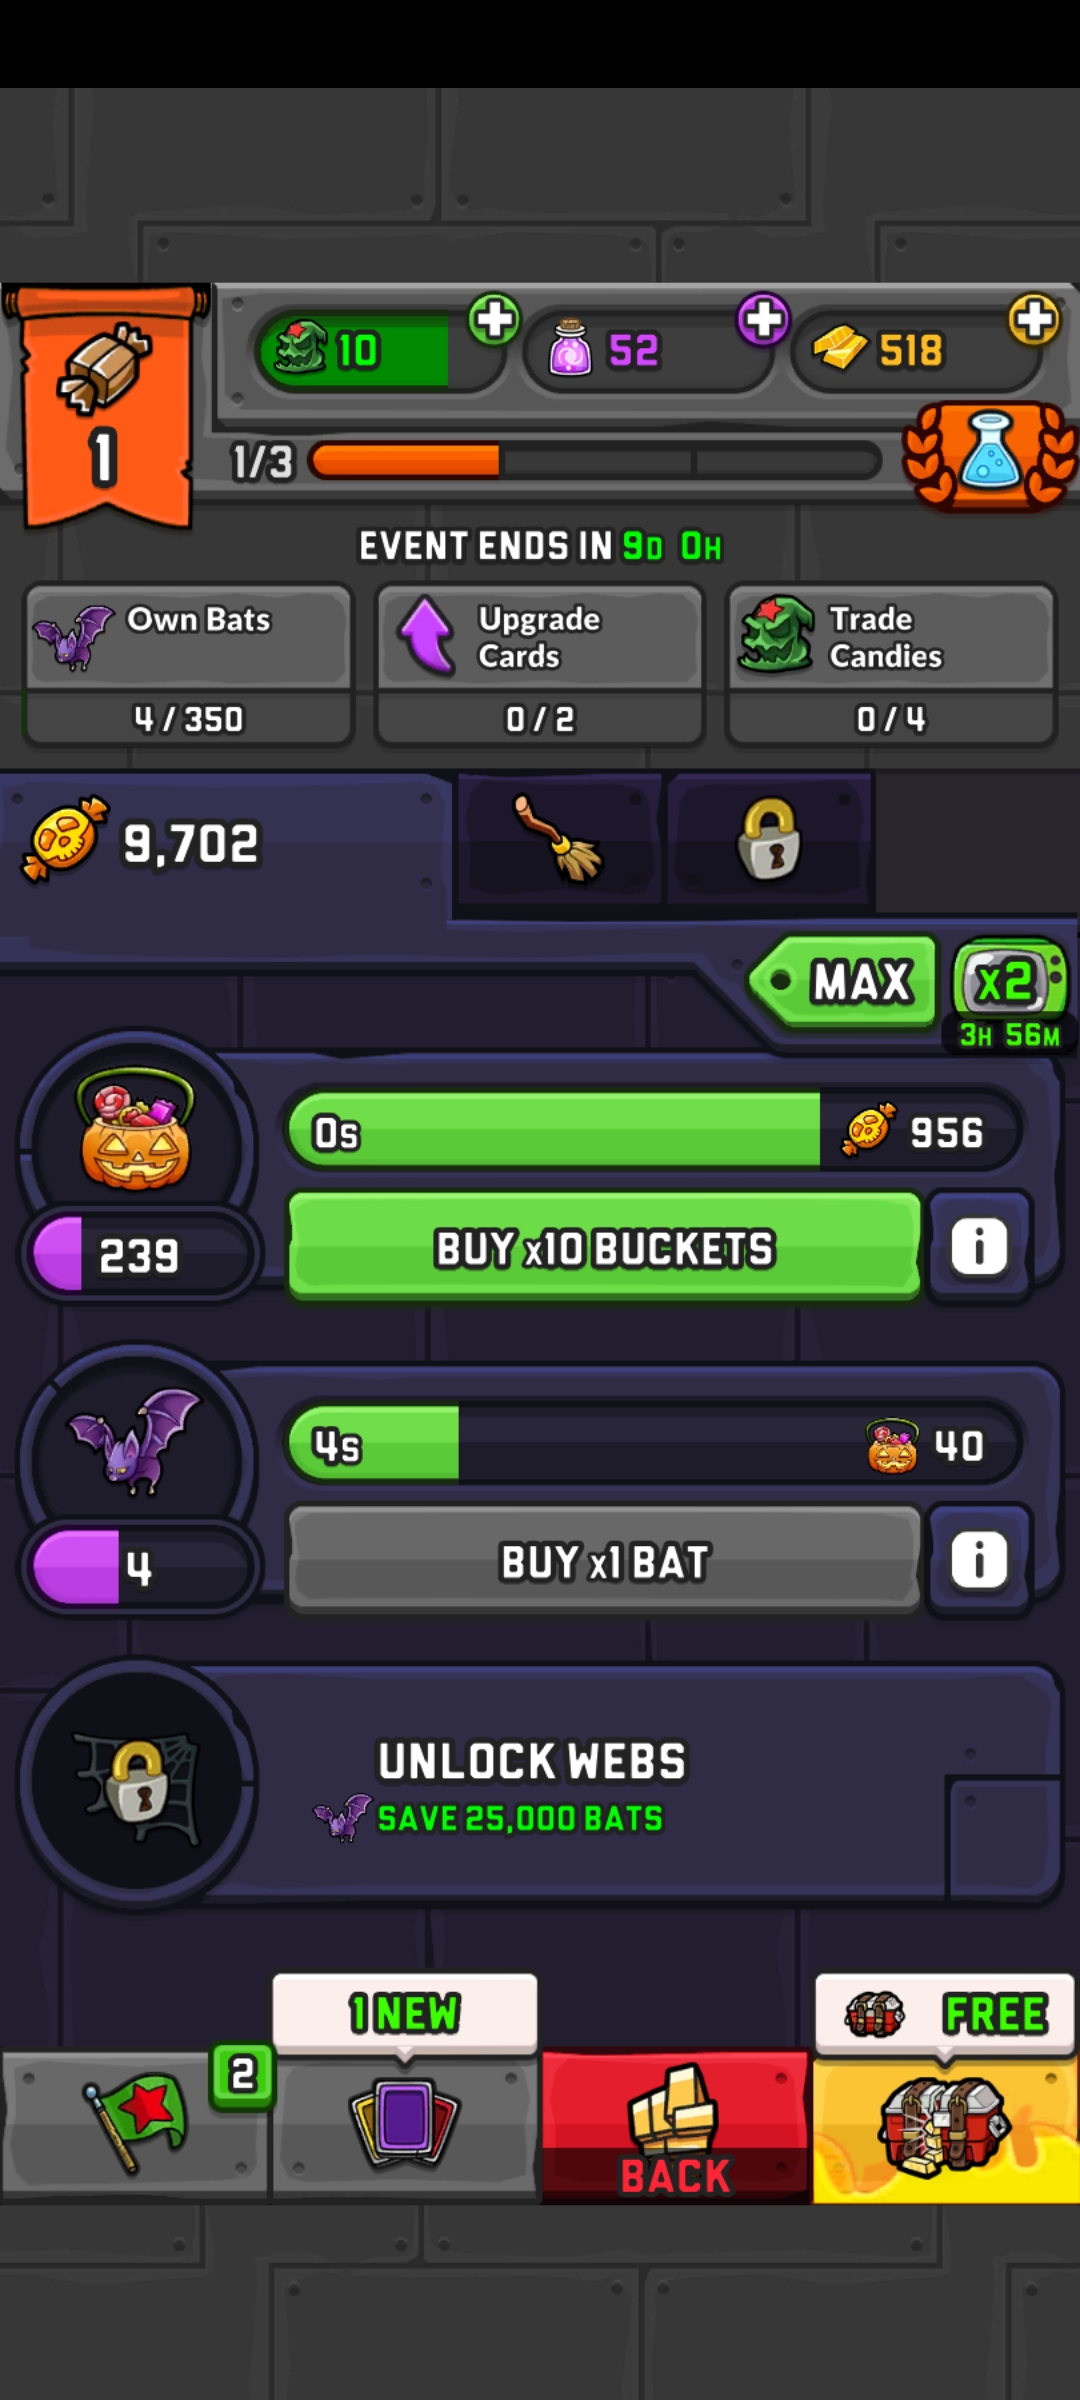 10
52
518
1
1/3
EVENT ENDS IN 9D 0H
Own Bats
4 / 350
Upgrade
Cards
0 / 2
Trade
Candies
0 / 4
9,702
MAX
x2
3H 56M
0s
956
239
BUY x10 BUCKETS
i
4s
40
4
BUY x1 BAT
i
UNLOCK WEBS
SAVE 25,000 BATS
1 NEW
FREE
2
BACK